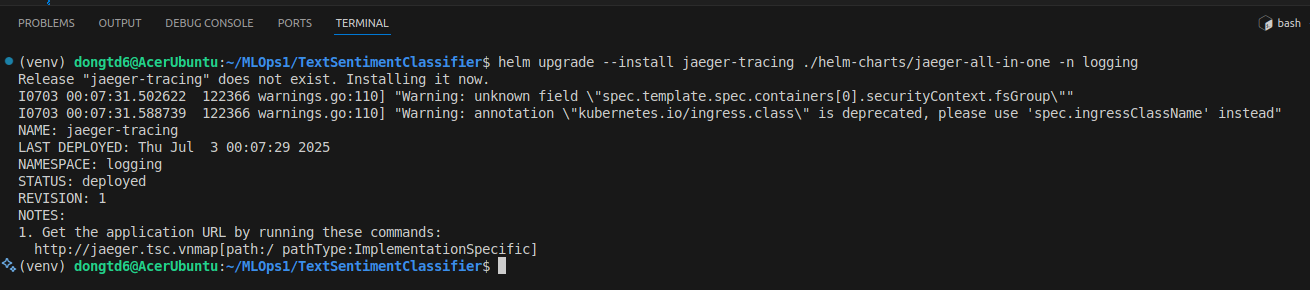 PROBLEMS OUTPUT DEBUG CONSOLE PORTS TERMINAL bash
(venv) dongtd6@AcerUbuntu:~/MLOps1/TextSentimentClassifier$ helm upgrade --install jaeger-tracing ./helm-charts/jaeger-all-in-one -n logging
Release "jaeger-tracing" does not exist. Installing it now.
I0703 00:07:31.502622  122366 warnings.go:110] "Warning: unknown field \"spec.template.spec.containers[0].securityContext.fsGroup\""
I0703 00:07:31.588739  122366 warnings.go:110] "Warning: annotation \"kubernetes.io/ingress.class\" is deprecated, please use 'spec.ingressClassName' instead"
NAME: jaeger-tracing
LAST DEPLOYED: Thu Jul  3 00:07:29 2025
NAMESPACE: logging
STATUS: deployed
REVISION: 1
NOTES:
1. Get the application URL by running these commands:
  http://jaeger.tsc.vnmap[path:/ pathType:ImplementationSpecific]
(venv) dongtd6@AcerUbuntu:~/MLOps1/TextSentimentClassifier$